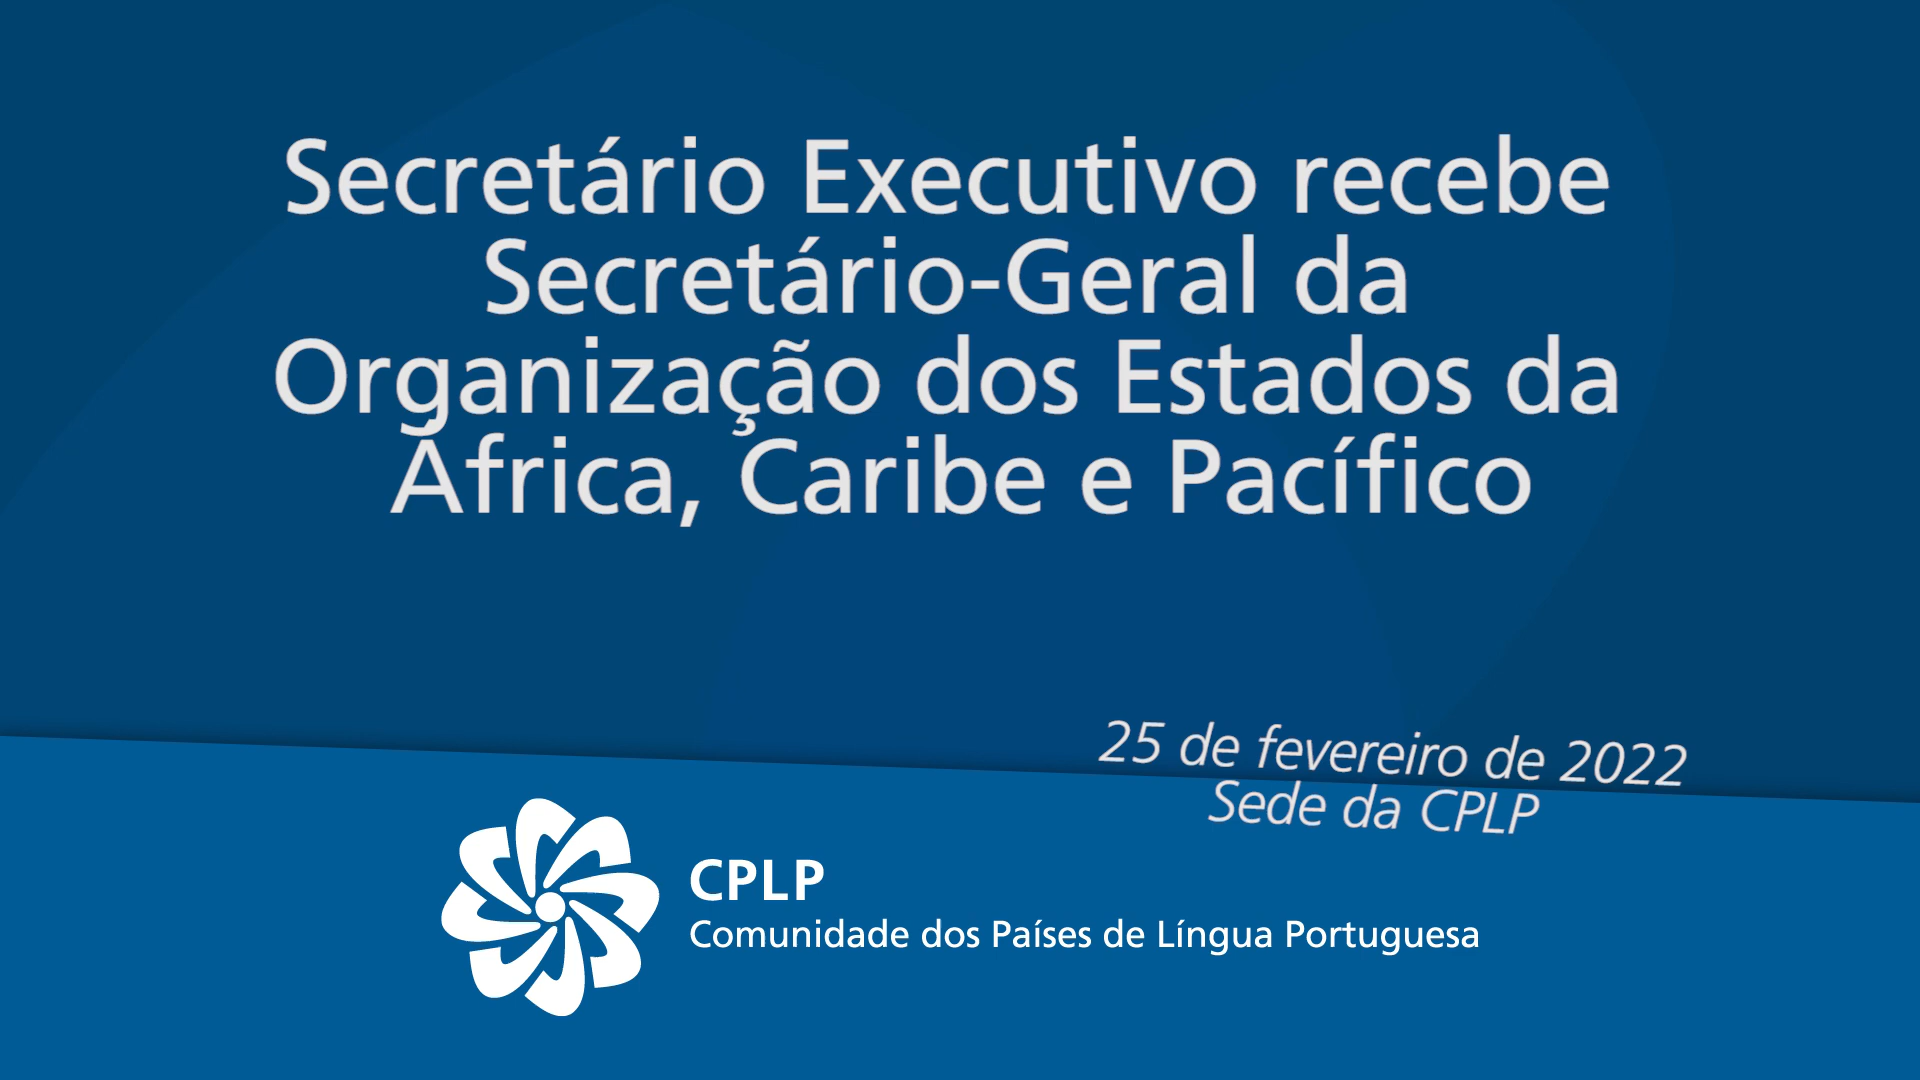 Secretário Executivo recebe
Secretário-Geral da
Organização dos Estados da
África, Caribe e Pacífico
25 de fevereiro de 2022
Sede da CPLP
CPLP
Comunidade dos Países de Língua Portuguesa